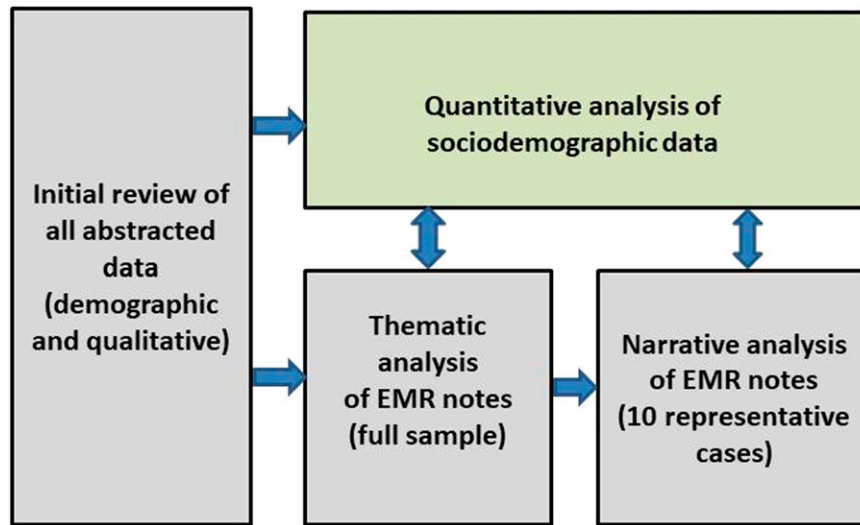 Initial review of
all abstracted
data
(demographic
and qualitative)
Quantitative analysis of
sociodemographic data
Thematic
analysis
of EMR notes
(full sample)
Narrative analysis
of EMR notes
(10 representative
cases)